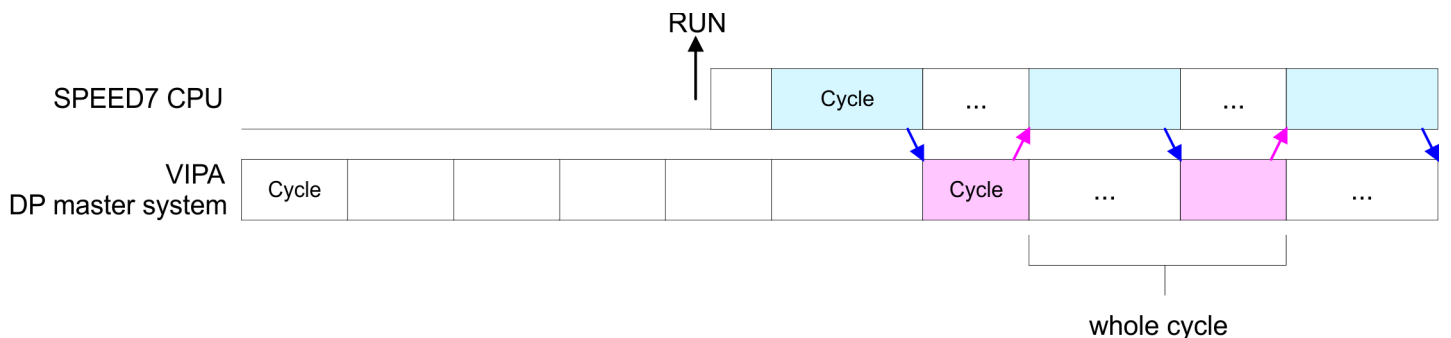 RUN
SPEED7 CPU
Cycle
...
...
VIPA
DP master system
Cycle
Cycle
...
...
whole cycle